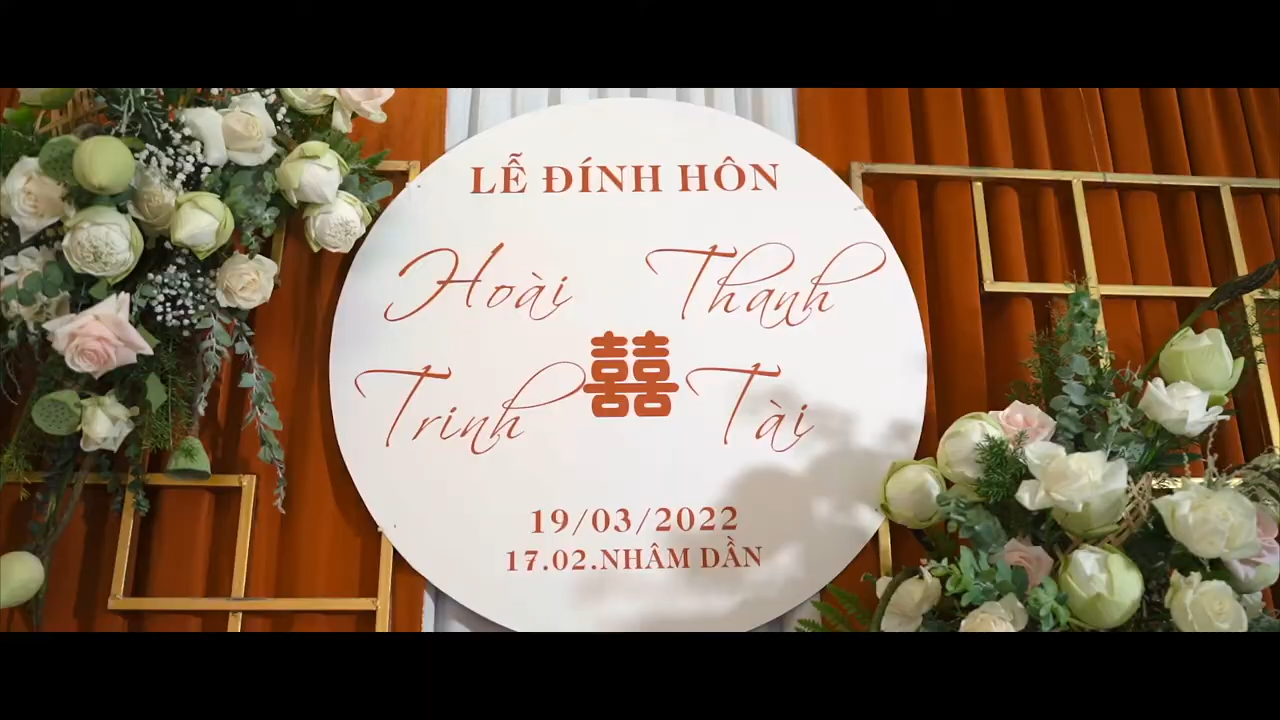 LỄ ĐÍNH HÔN
Hoài Thanh
Trinh 囍 Tài
19/03/2022
17.02.NHÂM DẦN